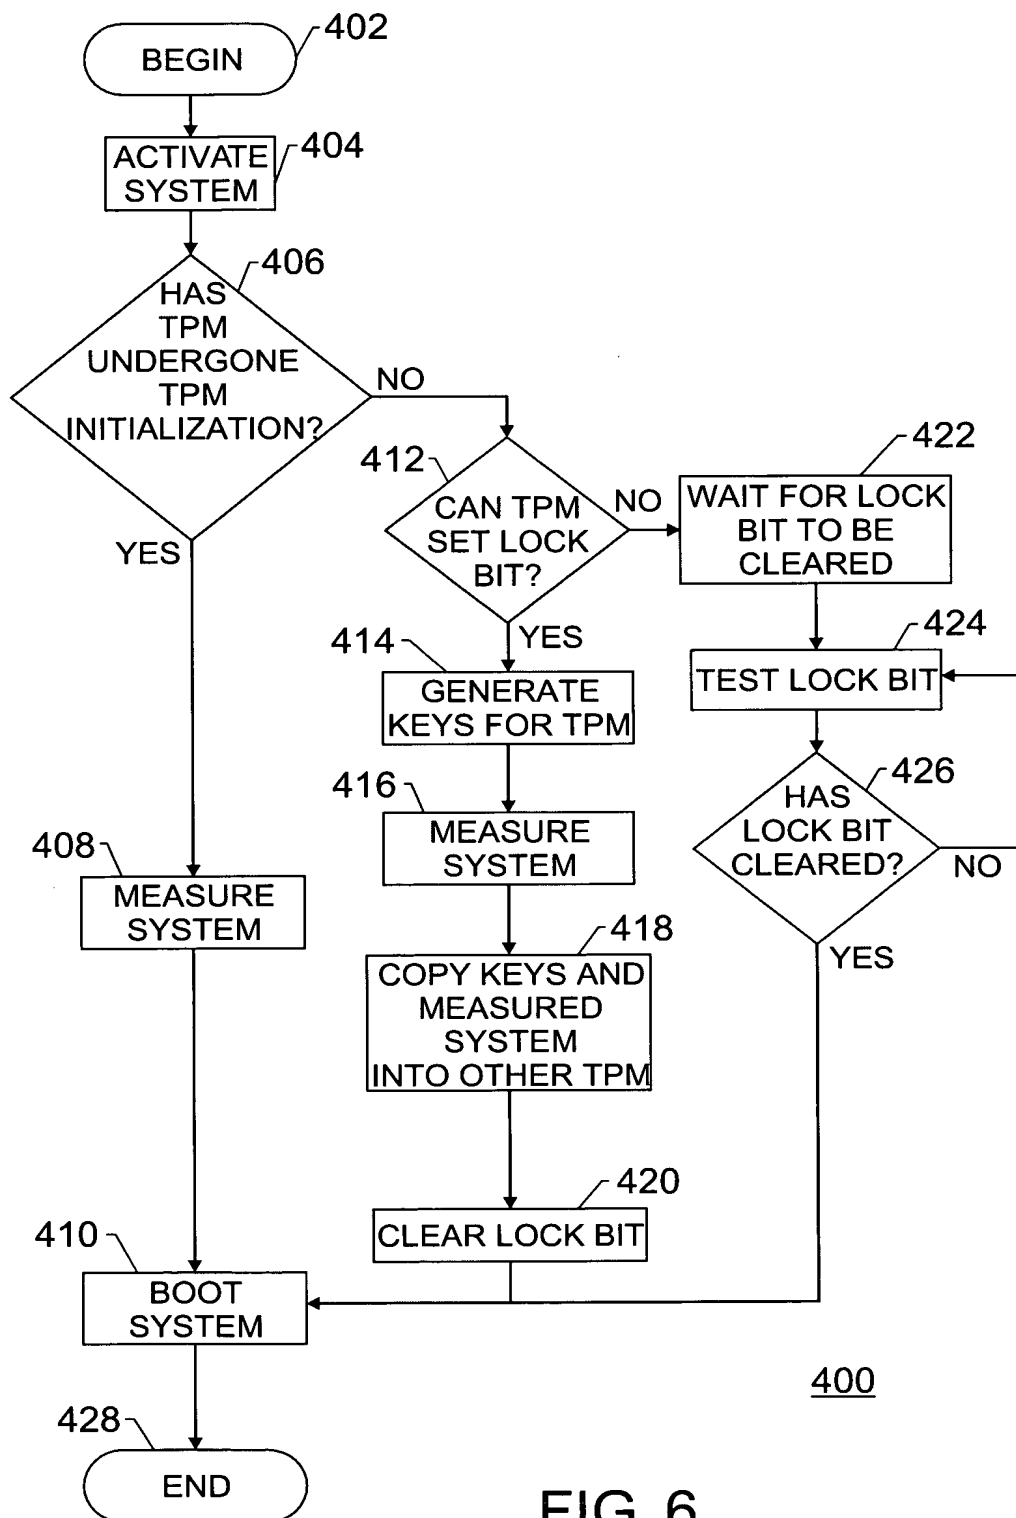 402
BEGIN
404
ACTIVATE
SYSTEM
406
HAS
TPM
UNDERGONE
TPM
INITIALIZATION?
NO
YES
412
CAN TPM
SET LOCK
BIT?
NO
YES
422
WAIT FOR LOCK
BIT TO BE
CLEARED
424
TEST LOCK BIT
426
HAS
LOCK BIT
CLEARED?
NO
YES
414
GENERATE
KEYS FOR TPM
416
MEASURE
SYSTEM
418
COPY KEYS AND
MEASURED
SYSTEM
INTO OTHER TPM
420
CLEAR LOCK BIT
408
MEASURE
SYSTEM
410
BOOT
SYSTEM
428
END
400
FIG. 6